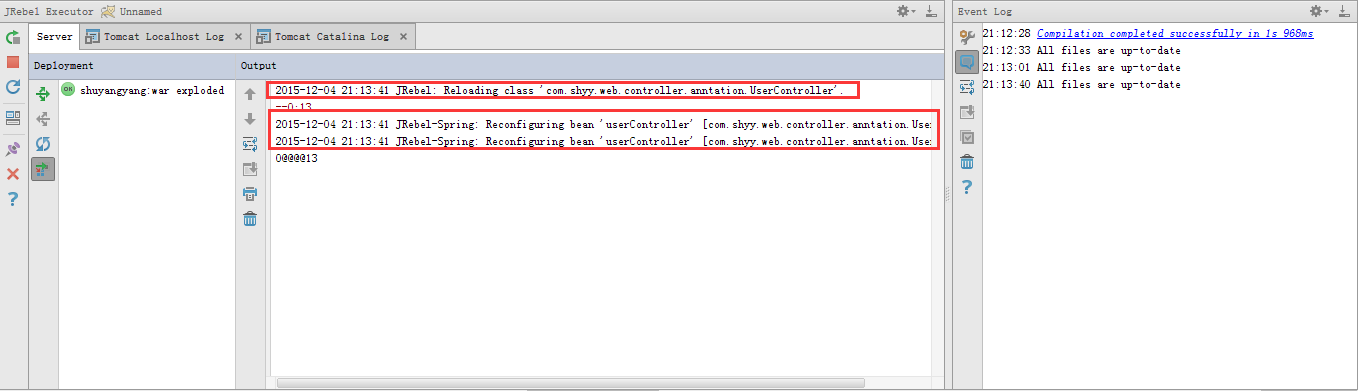 JRebel Executor Unnamed
Event Log
Server
Tomcat Localhost Log
Tomcat Catalina Log
Deployment
Output
OK shuyangyang:war exploded
2015-12-04 21:13:41 JRebel: Reloading class 'com.shyy.web.controller.anntation.UserController'.
--0:13
2015-12-04 21:13:41 JRebel-Spring: Reconfiguring bean 'userController' [com.shyy.web.controller.anntation.Use
2015-12-04 21:13:41 JRebel-Spring: Reconfiguring bean 'userController' [com.shyy.web.controller.anntation.Use
0@@@@13
21:12:28 Compilation completed successfully in 1s 968ms
21:12:33 All files are up-to-date
21:13:01 All files are up-to-date
21:13:40 All files are up-to-date